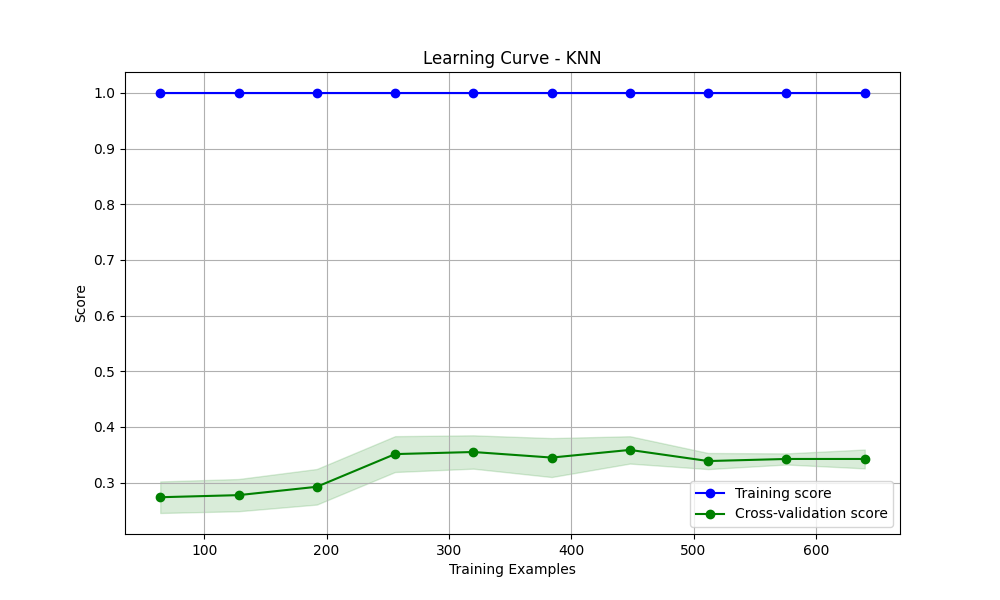 Learning Curve - KNN
1.0
0.9
0.8
0.7
0.6
0.5
0.4
0.3
Score
100 200 300 400 500 600
Training Examples
Training score
Cross-validation score